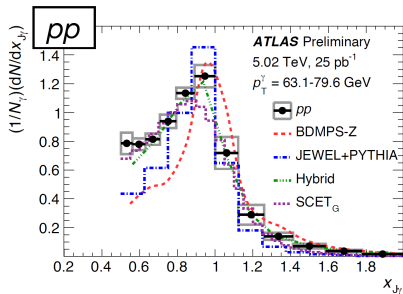 pp
(1/Nγ)(dN/dxJγ)
ATLAS Preliminary
5.02 TeV, 25 pb⁻¹
pTγ = 63.1-79.6 GeV
pp
BDMPS-Z
JEWEL+PYTHIA
Hybrid
SCETG
1.4
1.2
1
0.8
0.6
0.4
0.2
0
0.2 0.4 0.6 0.8 1 1.2 1.4 1.6 1.8 2
xJγ